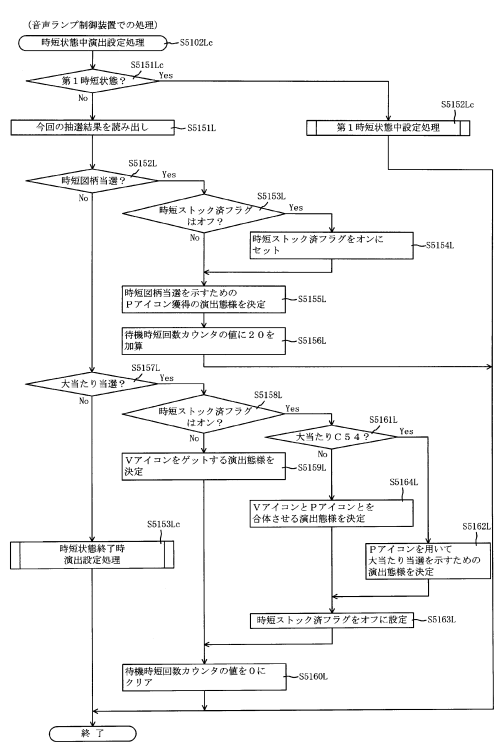 (音声ランプ制御装置での処理)
時短状態中演出設定処理
S5102Lc
S5151Lc
第1時短状態?
Yes
No
S5152Lc
第1時短状態中設定処理
今回の抽選結果を読み出し
S5151L
S5152L
時短図柄当選?
Yes
No
S5153L
時短ストック済フラグ
はオフ?
Yes
No
時短ストック済フラグをオンに
セット
S5154L
時短図柄当選を示すための
Pアイコン獲得の演出態様を決定
S5155L
待機時短回数カウンタの値に20を
加算
S5156L
S5157L
大当たり当選?
Yes
No
S5158L
時短ストック済フラグ
はオン?
Yes
No
S5161L
大当たりC54?
Yes
No
Vアイコンをゲットする演出態様を
決定
S5159L
S5164L
VアイコンとPアイコンとを
合体させる演出態様を決定
S5162L
Pアイコンを用いて
大当たり当選を示すための
演出態様を決定
S5153Lc
時短状態終了時
演出設定処理
時短ストック済フラグをオフに設定
S5163L
待機時短回数カウンタの値を0に
クリア
S5160L
終 了